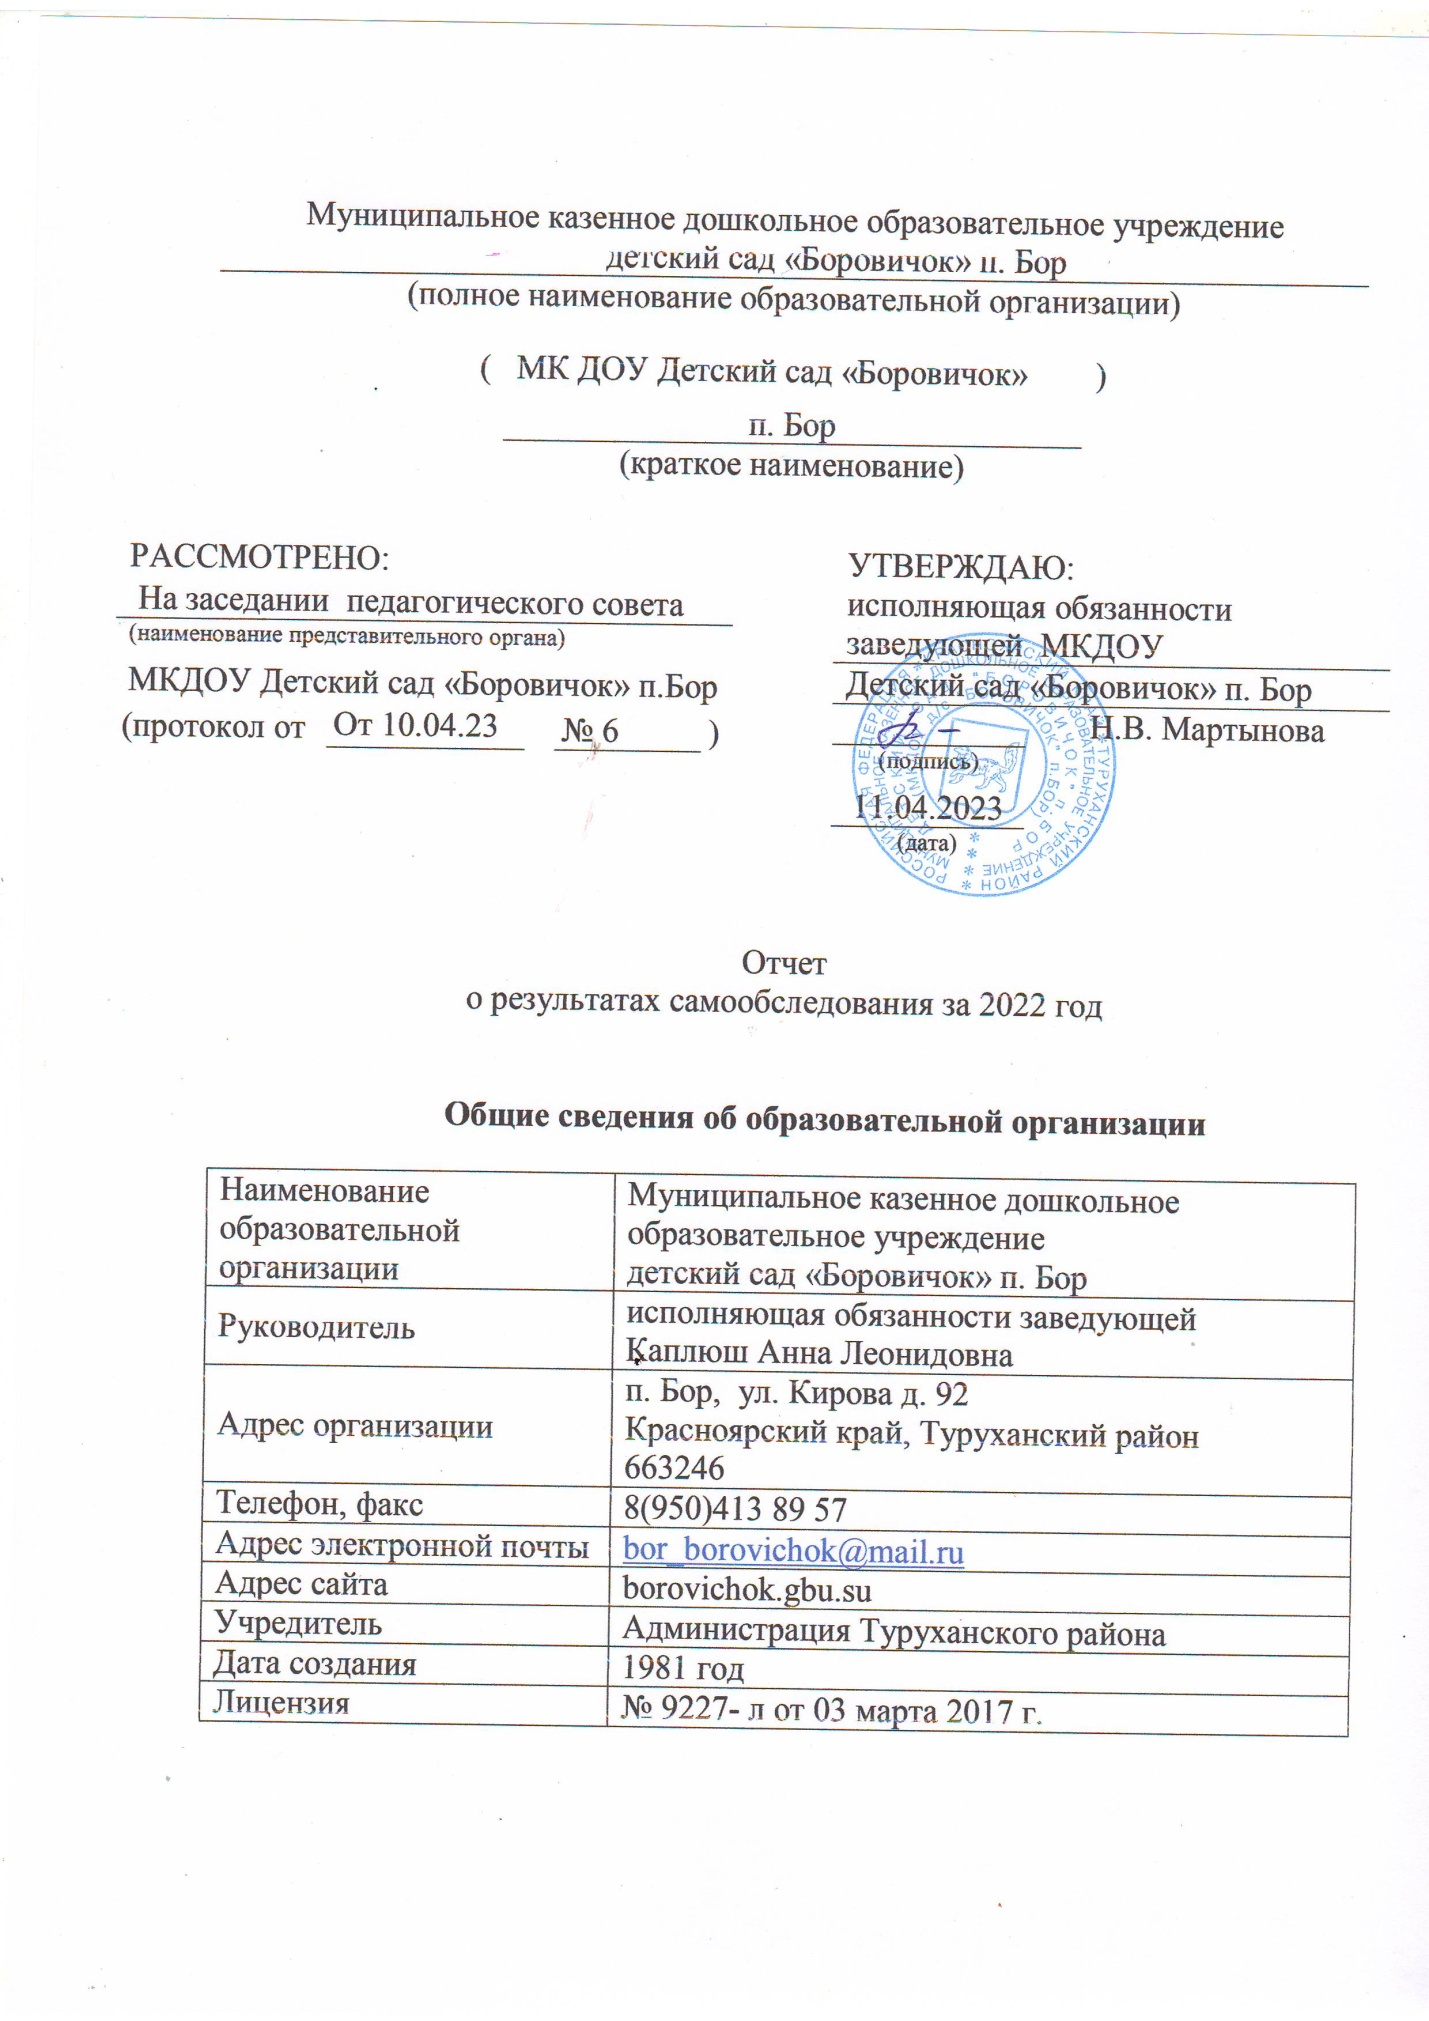 Муниципальное казенное дошкольное образовательное учреждение
детский сад «Боровичок» п. Бор
(полное наименование образовательной организации)
( МК ДОУ Детский сад «Боровичок» )
п. Бор
(краткое наименование)
РАССМОТРЕНО:
На заседании педагогического совета
(наименование представительного органа)
МКДОУ Детский сад «Боровичок» п.Бор
(протокол от От 10.04.23 № 6 )
УТВЕРЖДАЮ:
исполняющая обязанности
заведующей МКДОУ
Детский сад «Боровичок» п. Бор
Н.В. Мартынова
(подпись)
11.04.2023
(дата)
Отчет
о результатах самообследования за 2022 год
Общие сведения об образовательной организации
Наименование
образовательной
организации
Муниципальное казенное дошкольное
образовательное учреждение
детский сад «Боровичок» п. Бор
Руководитель
исполняющая обязанности заведующей
Каплюш Анна Леонидовна
Адрес организации
п. Бор, ул. Кирова д. 92
Красноярский край, Туруханский район
663246
Телефон, факс
8(950)413 89 57
Адрес электронной почты
bor_borovichok@mail.ru
Адрес сайта
borovichok.gbu.su
Учредитель
Администрация Туруханского района
Дата создания
1981 год
Лицензия
№ 9227- л от 03 марта 2017 г.